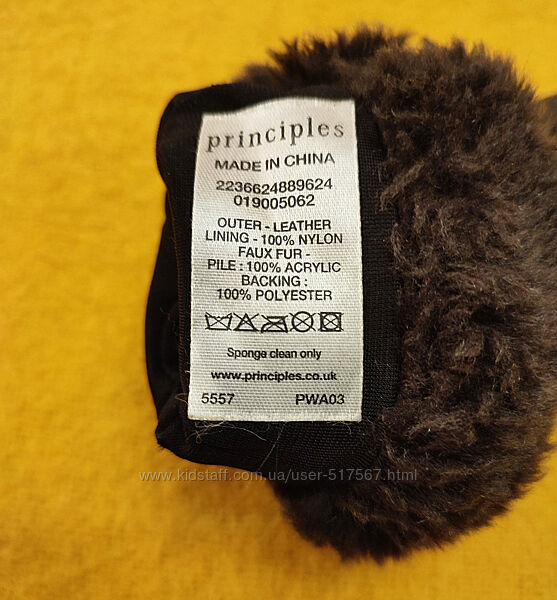 principles
MADE IN CHINA
2236624889624
019005062
OUTER - LEATHER
LINING - 100% NYLON
FAUX FUR -
PILE : 100% ACRYLIC
BACKING :
100% POLYESTER
Sponge clean only
www.principles.co.uk
5557 PWA03
www.kidstaff.com.ua/user-517567.html